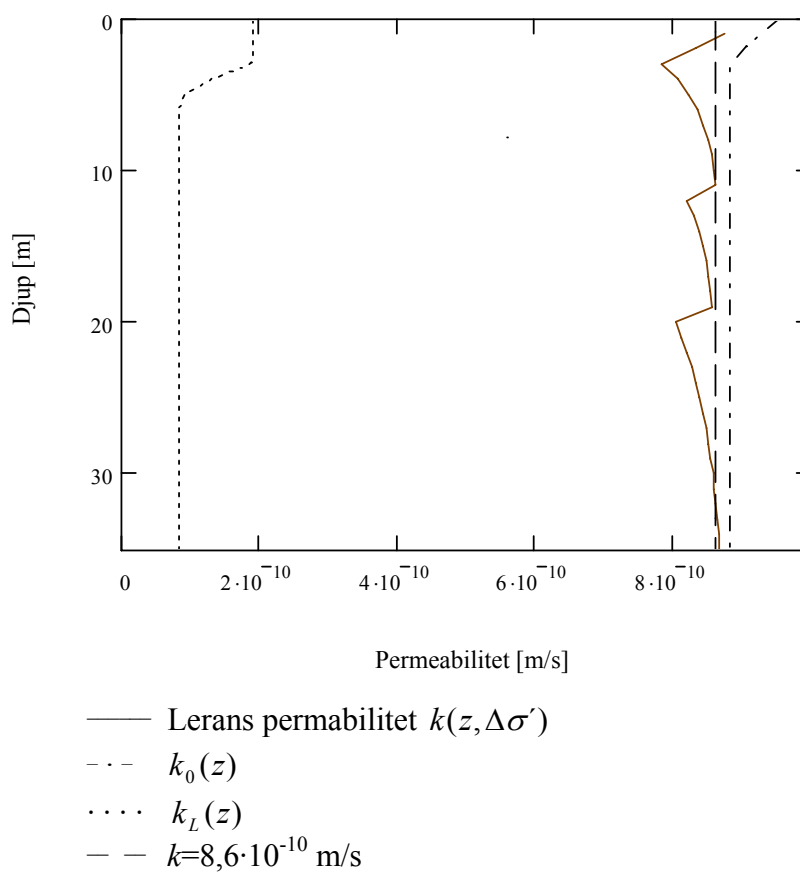 0
10
20
30
Djup [m]
0 2·10⁻¹⁰ 4·10⁻¹⁰ 6·10⁻¹⁰ 8·10⁻¹⁰
Permeabilitet [m/s]
Lerans permabilitet k(z,Δσ´)
k₀(z)
k_L(z)
k=8,6·10⁻¹⁰ m/s